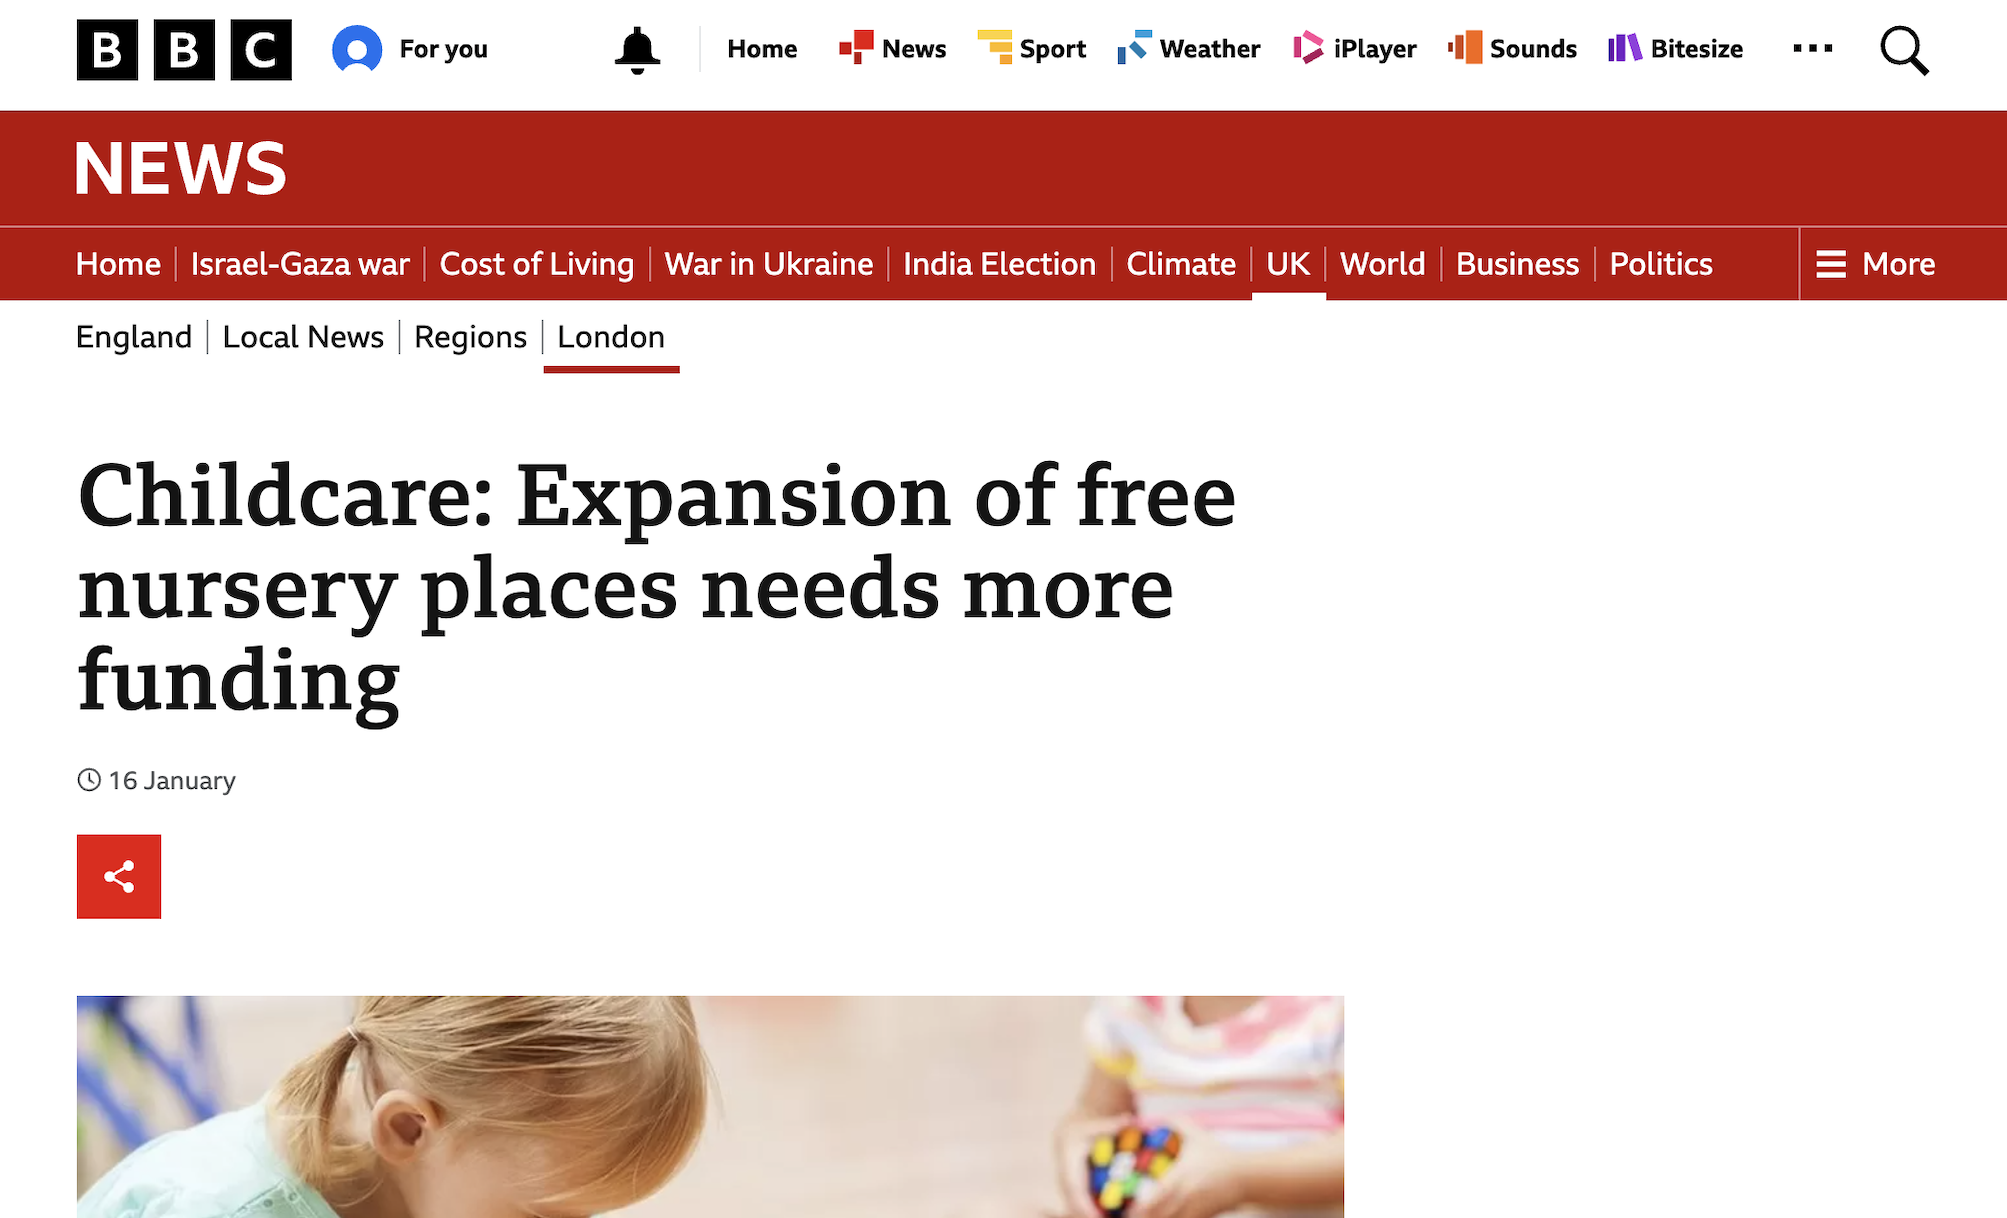 BBC For you Home News Sport Weather iPlayer Sounds Bitesize
NEWS
Home Israel-Gaza war Cost of Living War in Ukraine India Election Climate UK World Business Politics More
England Local News Regions London
Childcare: Expansion of free
nursery places needs more
funding
16 January